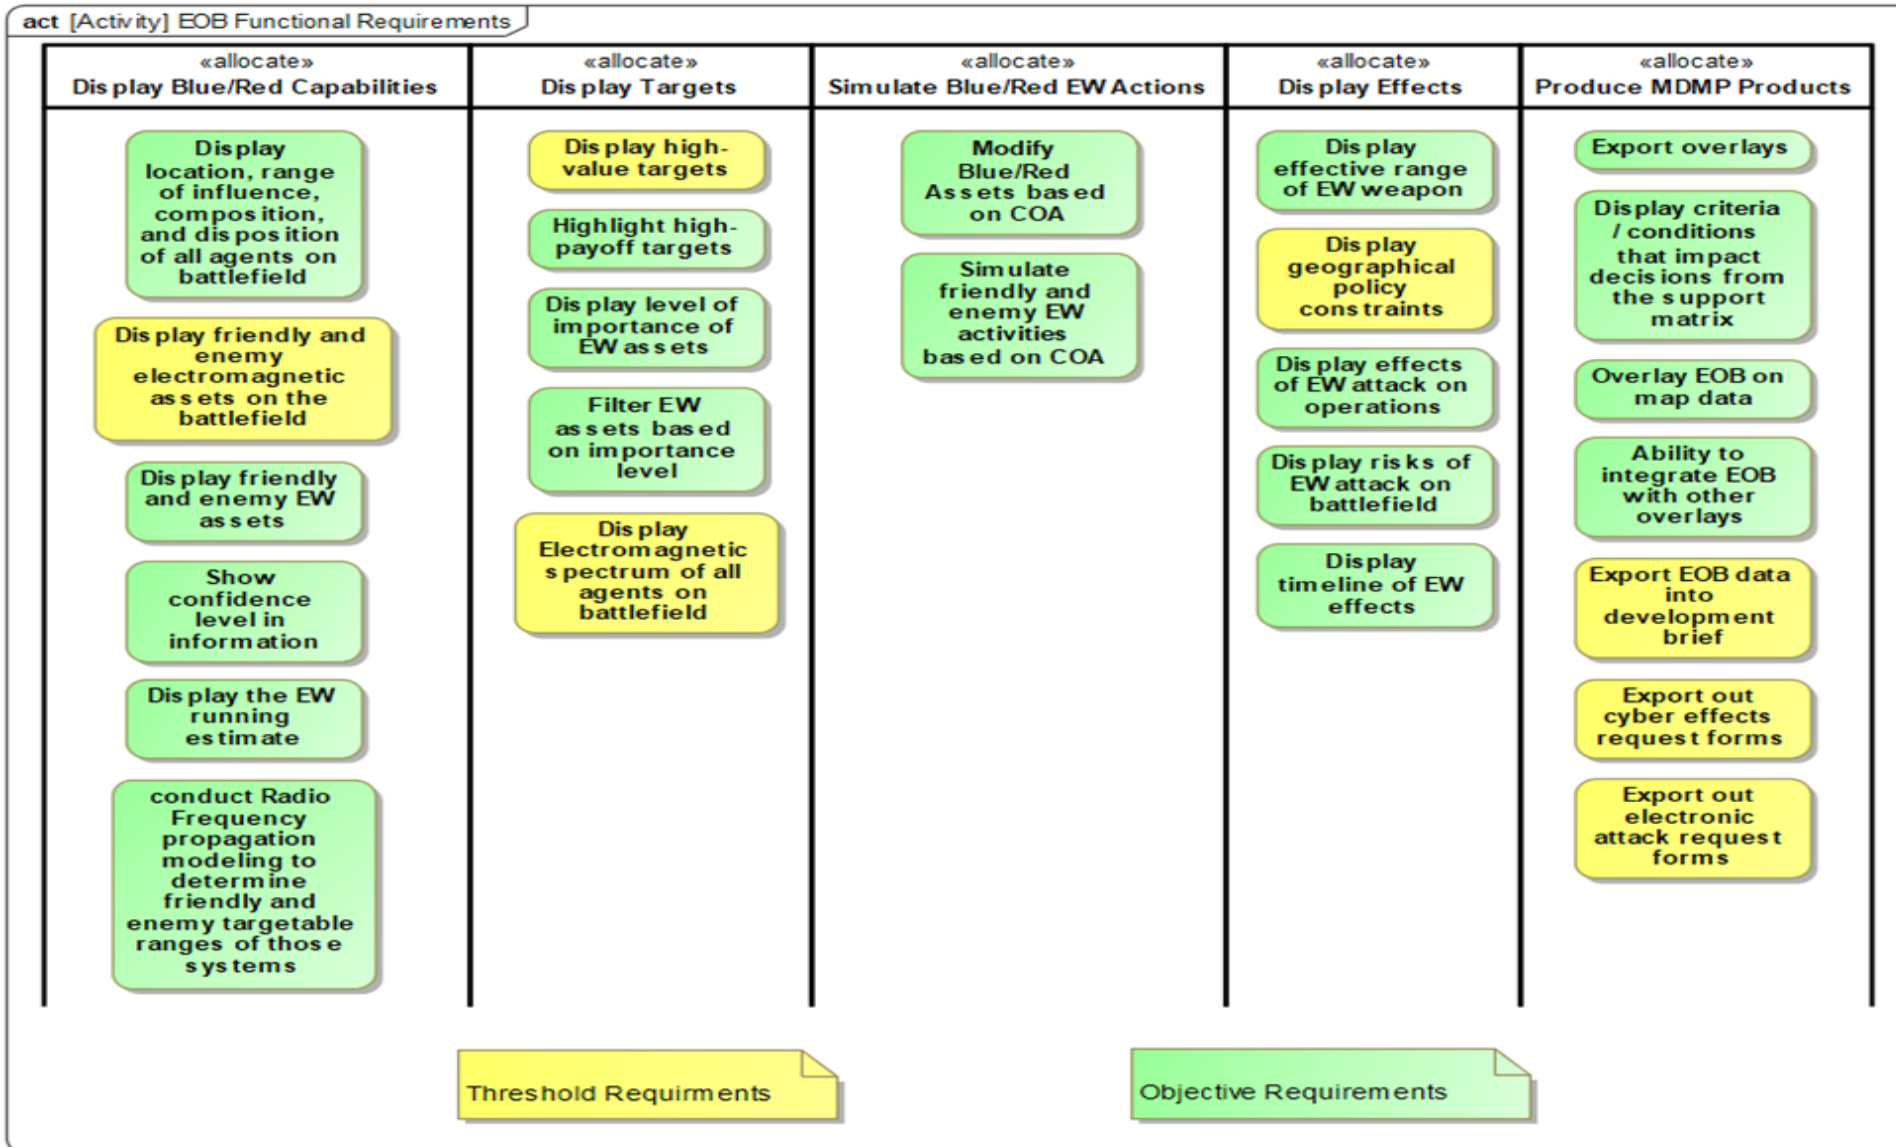 act [Activity] EOB Functional Requirements
«allocate»
Display Blue/Red Capabilities
Display
location, range
of influence,
composition,
and disposition
of all agents on
battlefield
Display friendly and
enemy
electromagnetic
assets on the
battlefield
Display friendly
and enemy EW
assets
Show
confidence
level in
information
Display the EW
running
estimate
conduct Radio
Frequency
propagation
modeling to
determine
friendly and
enemy targetable
ranges of those
systems
«allocate»
Display Targets
Display high-
value targets
Highlight high-
payoff targets
Display level of
importance of
EW assets
Filter EW
assets based
on importance
level
Display
Electromagnetic
spectrum of all
agents on
battlefield
«allocate»
Simulate Blue/Red EW Actions
Modify
Blue/Red
Assets based
on COA
Simulate
friendly and
enemy EW
activities
based on COA
«allocate»
Display Effects
Display
effective range
of EW weapon
Display
geographical
policy
constraints
Display effects
of EW attack on
operations
Display risks of
EW attack on
battlefield
Display
timeline of EW
effects
«allocate»
Produce MDMP Products
Export overlays
Display criteria
/ conditions
that impact
decisions from
the support
matrix
Overlay EOB on
map data
Ability to
integrate EOB
with other
overlays
Export EOB data
into
development
brief
Export out
cyber effects
request forms
Export out
electronic
attack request
forms
Threshold Requirments
Objective Requirements